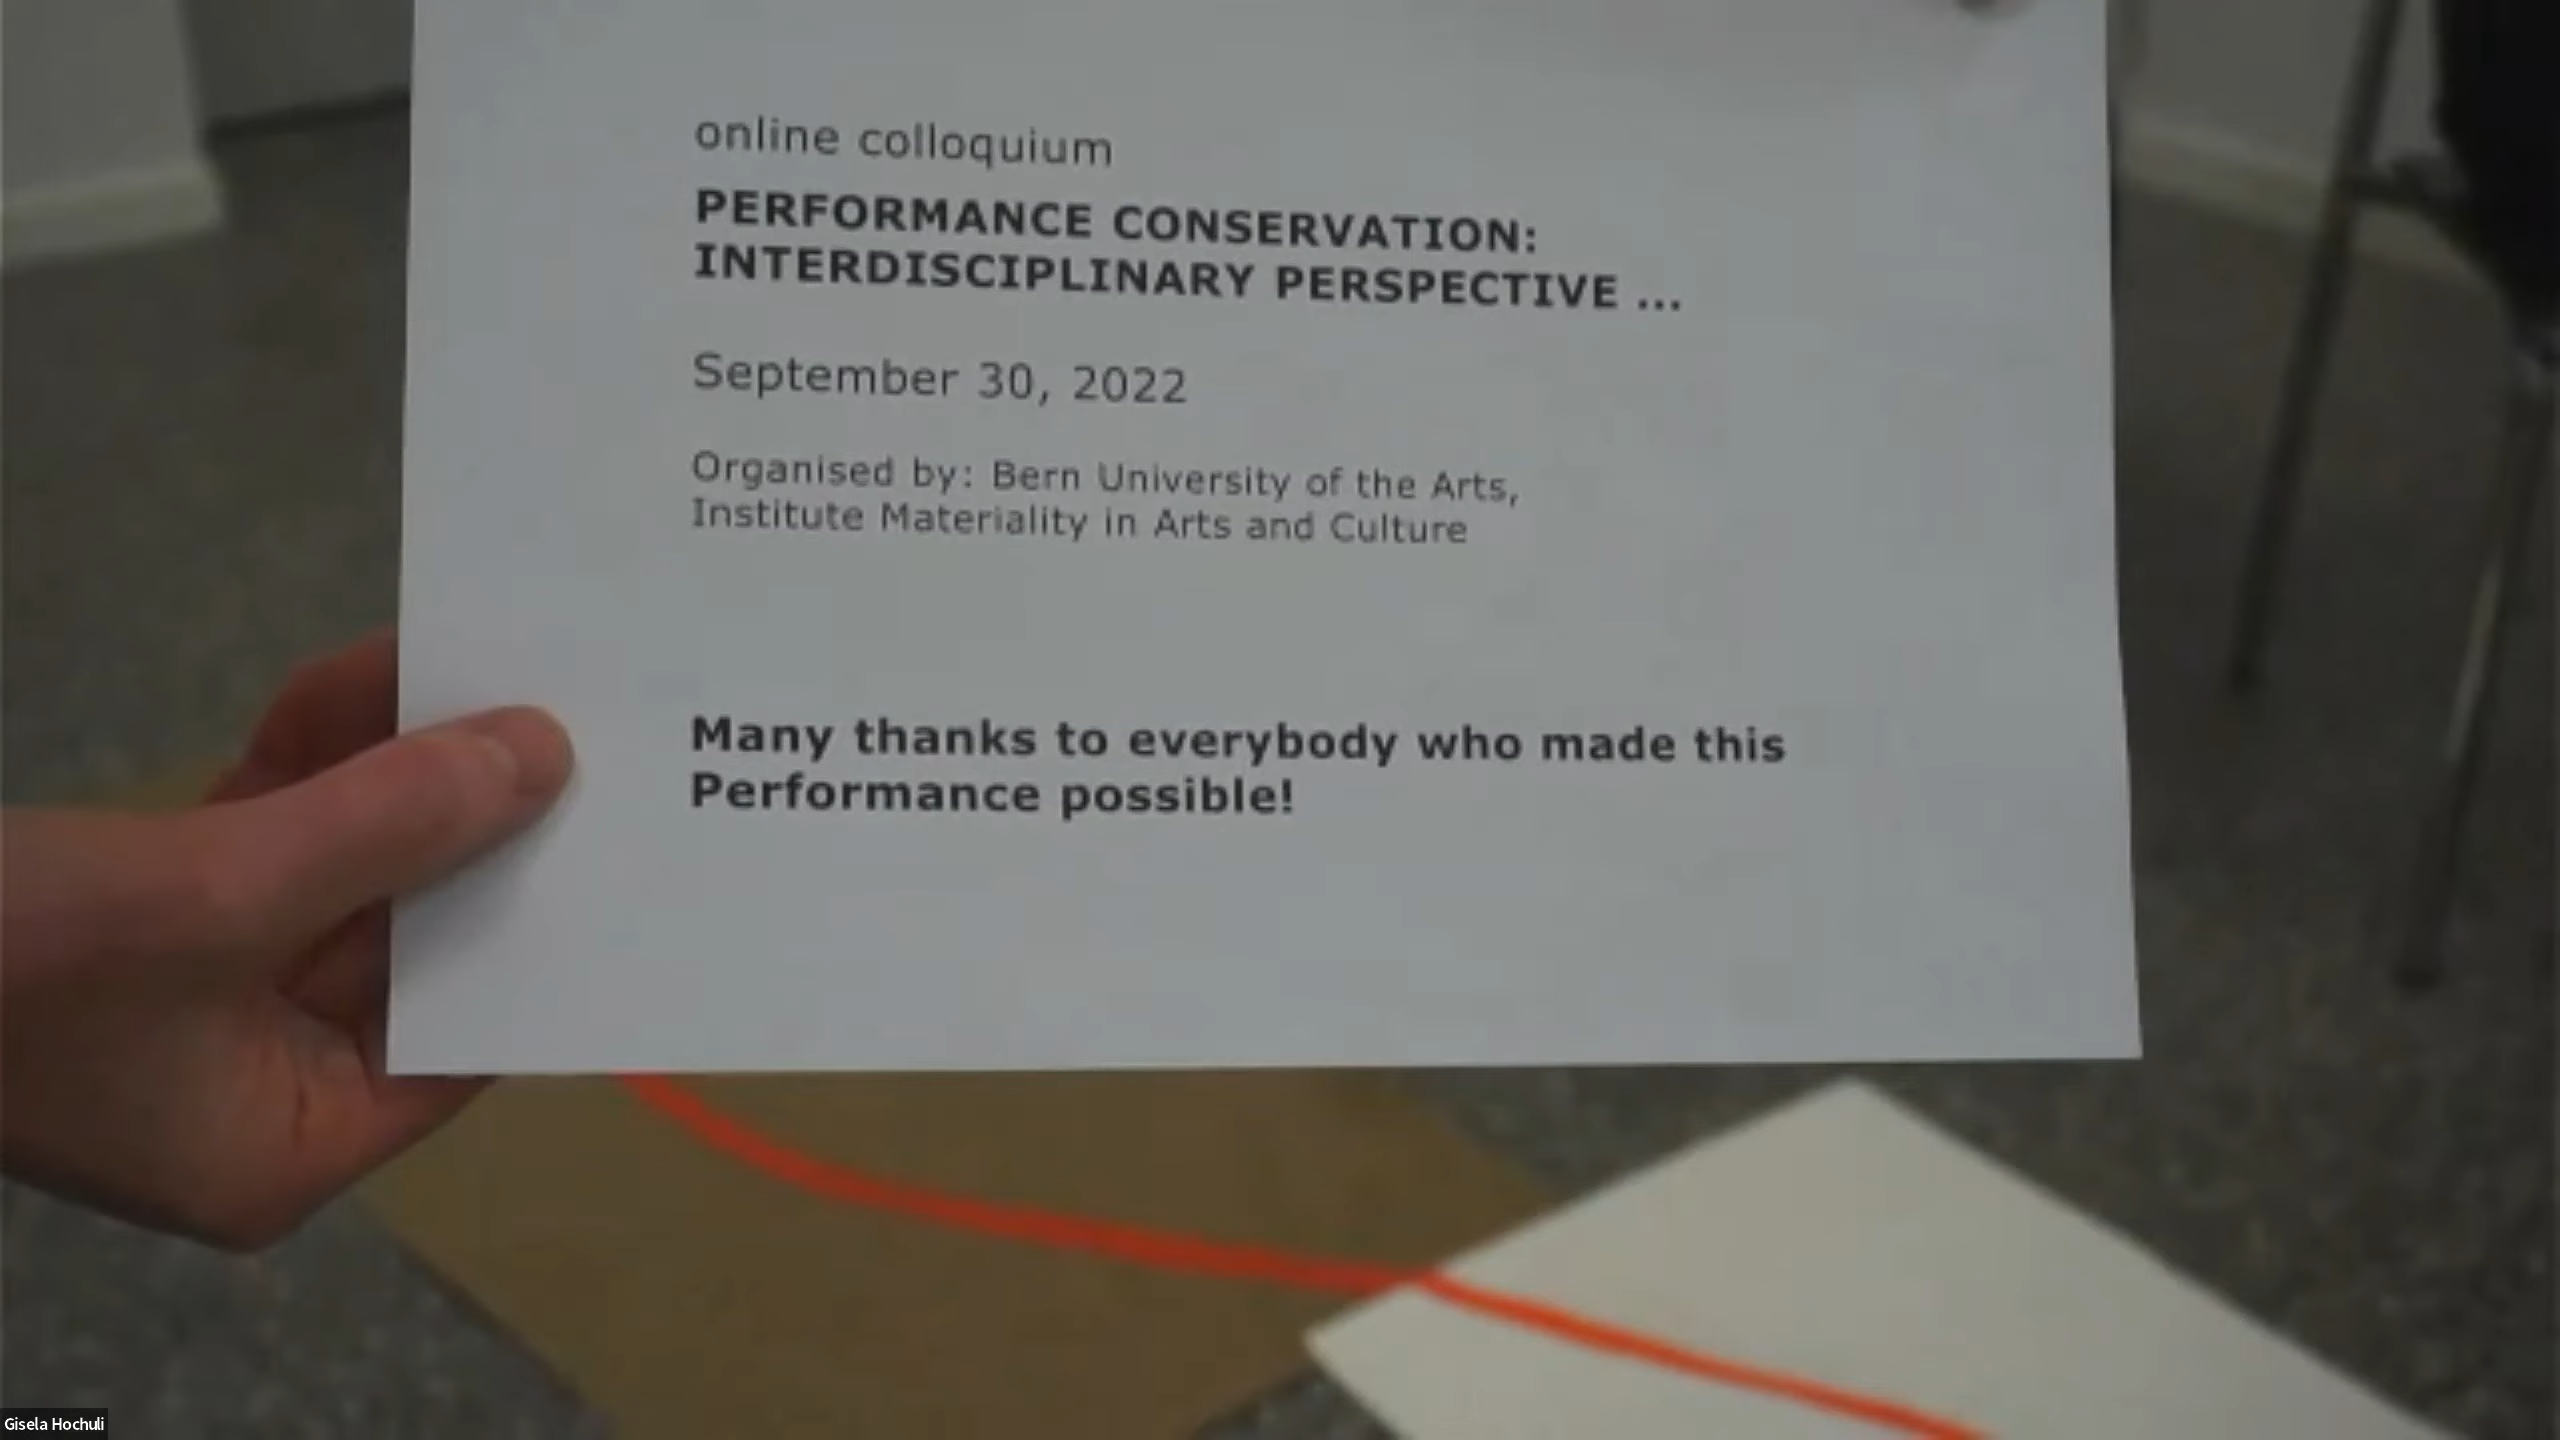 online colloquium
PERFORMANCE CONSERVATION:
INTERDISCIPLINARY PERSPECTIVE ...
September 30, 2022
Organised by: Bern University of the Arts,
Institute Materiality in Arts and Culture
Many thanks to everybody who made this
Performance possible!
Gisela Hochuli